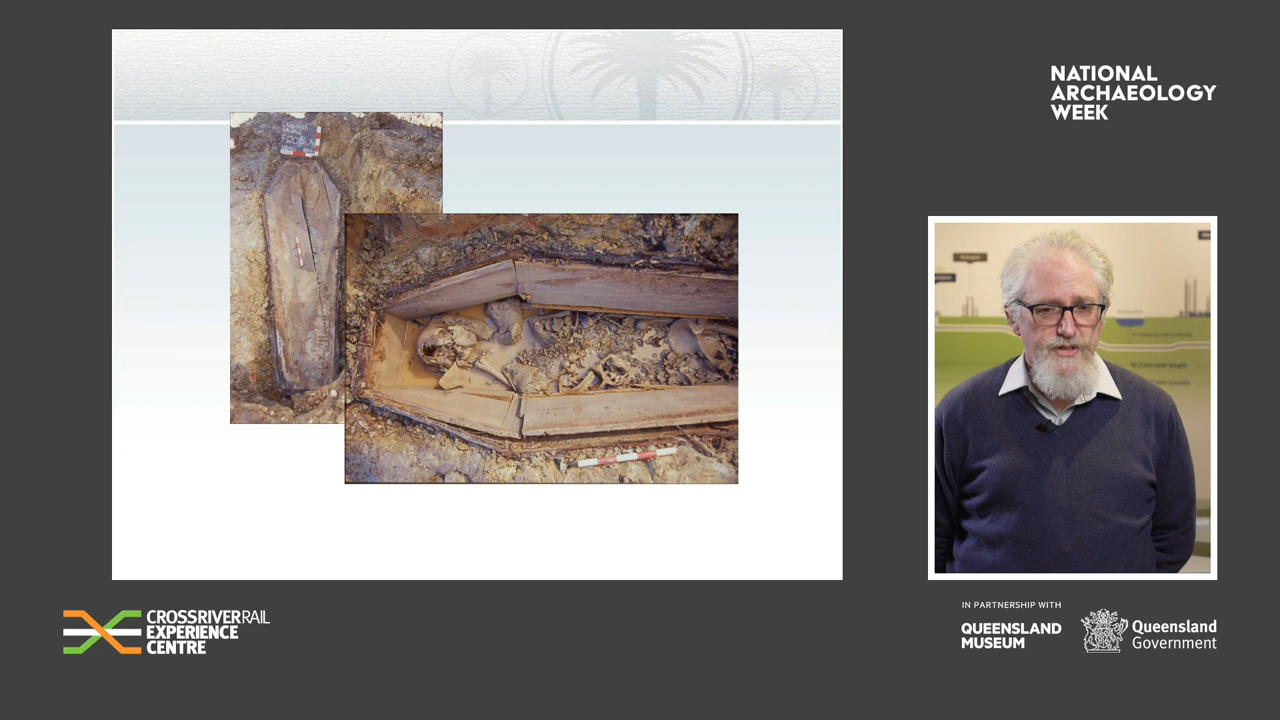 NATIONAL
ARCHAEOLOGY
WEEK
CROSSRIVERRAIL
EXPERIENCE
CENTRE
IN PARTNERSHIP WITH
QUEENSLAND
MUSEUM
Queensland
Government